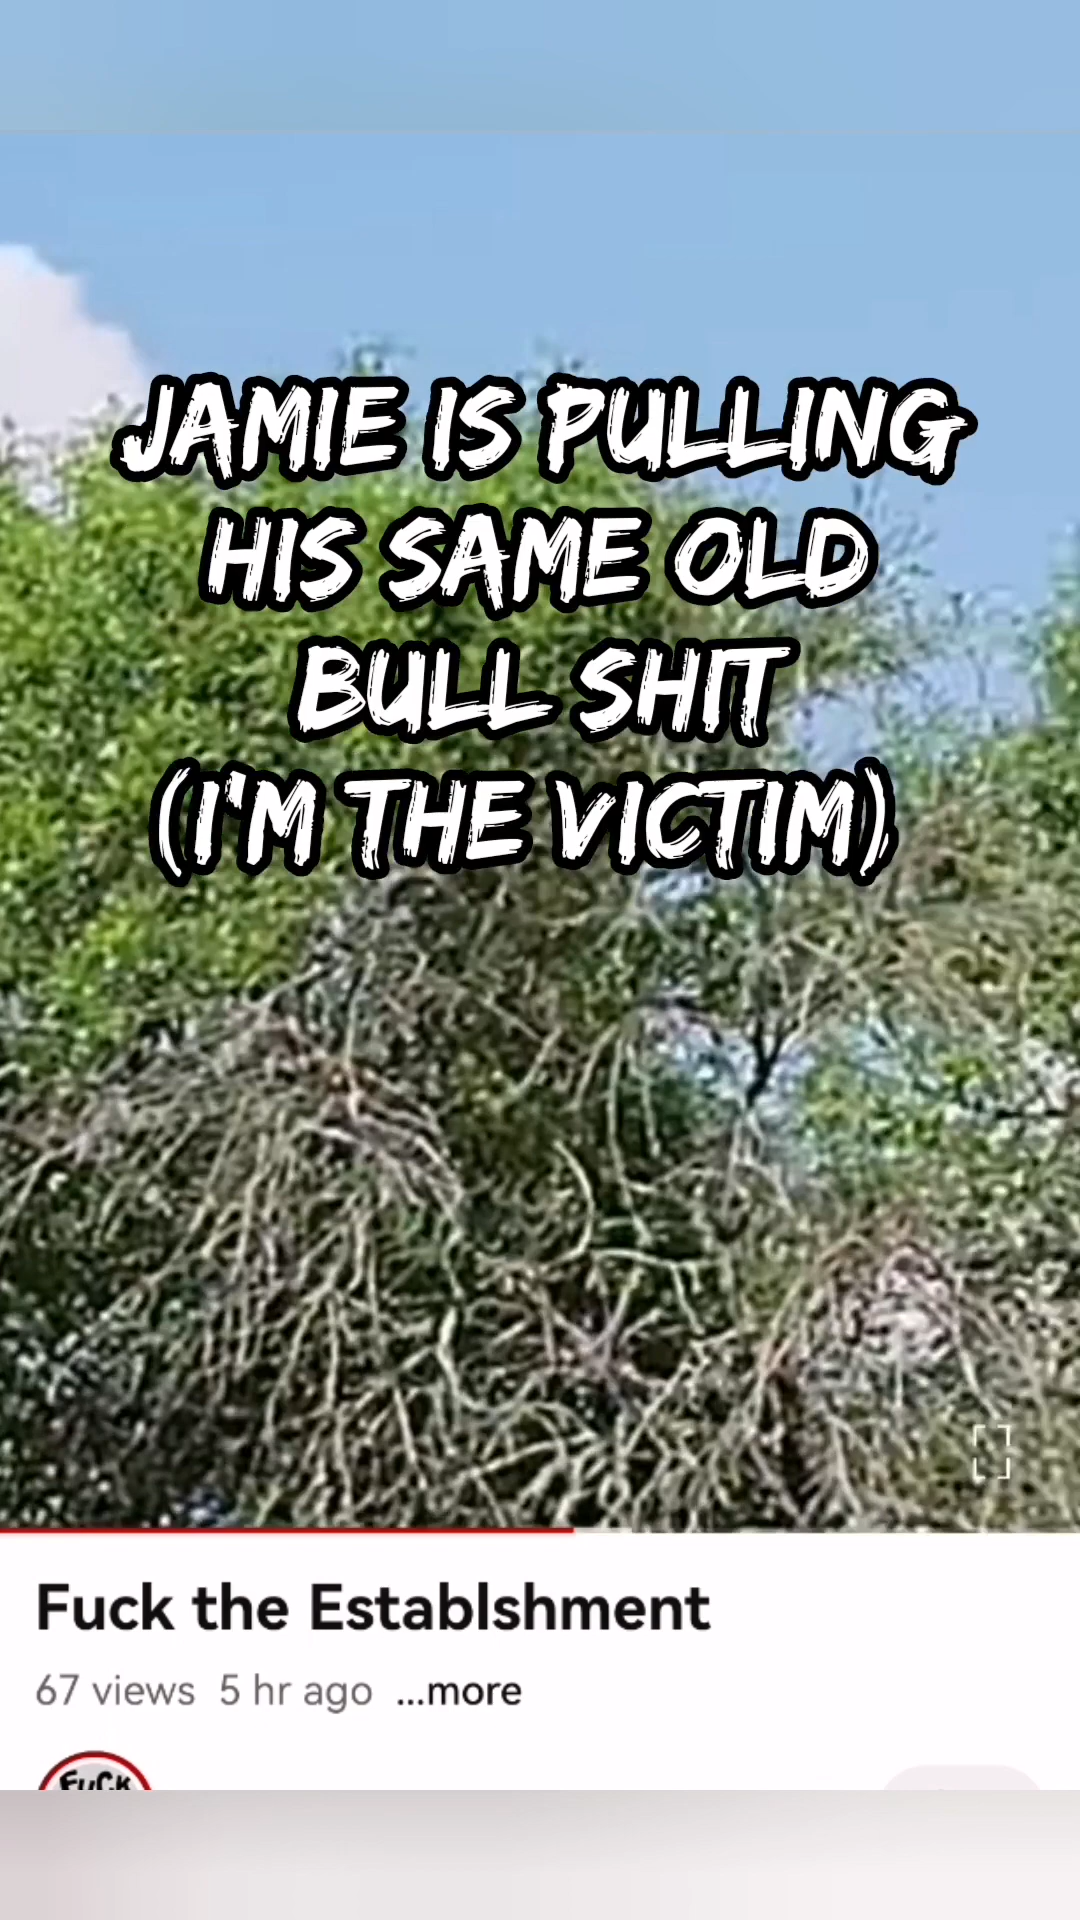 JAMIE IS PULLING
HIS SAME OLD
BULL SHIT
(I'M THE VICTIM)
Fuck the Establshment
67 views 5 hr ago ...more
FUCK